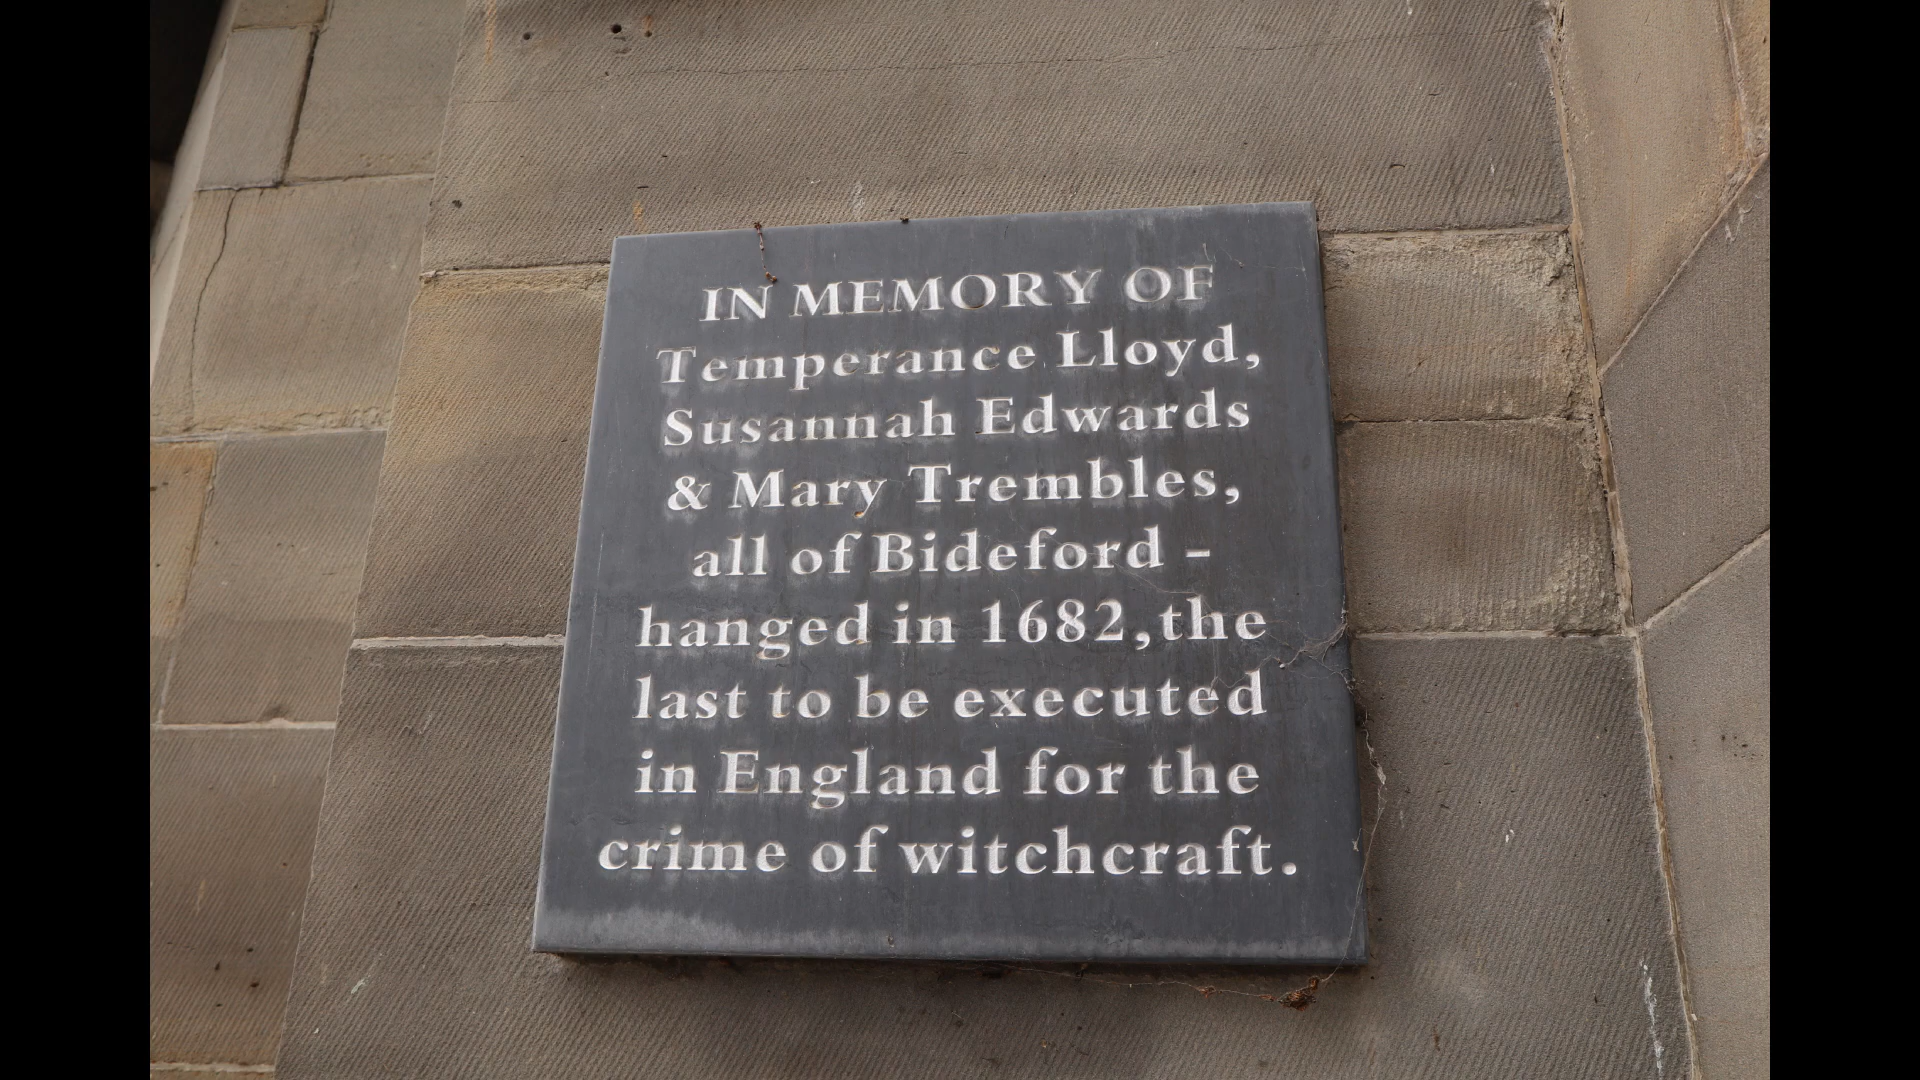 IN MEMORY OF
Temperance Lloyd,
Susannah Edwards
& Mary Trembles,
all of Bideford -
hanged in 1682, the
last to be executed
in England for the
crime of witchcraft.